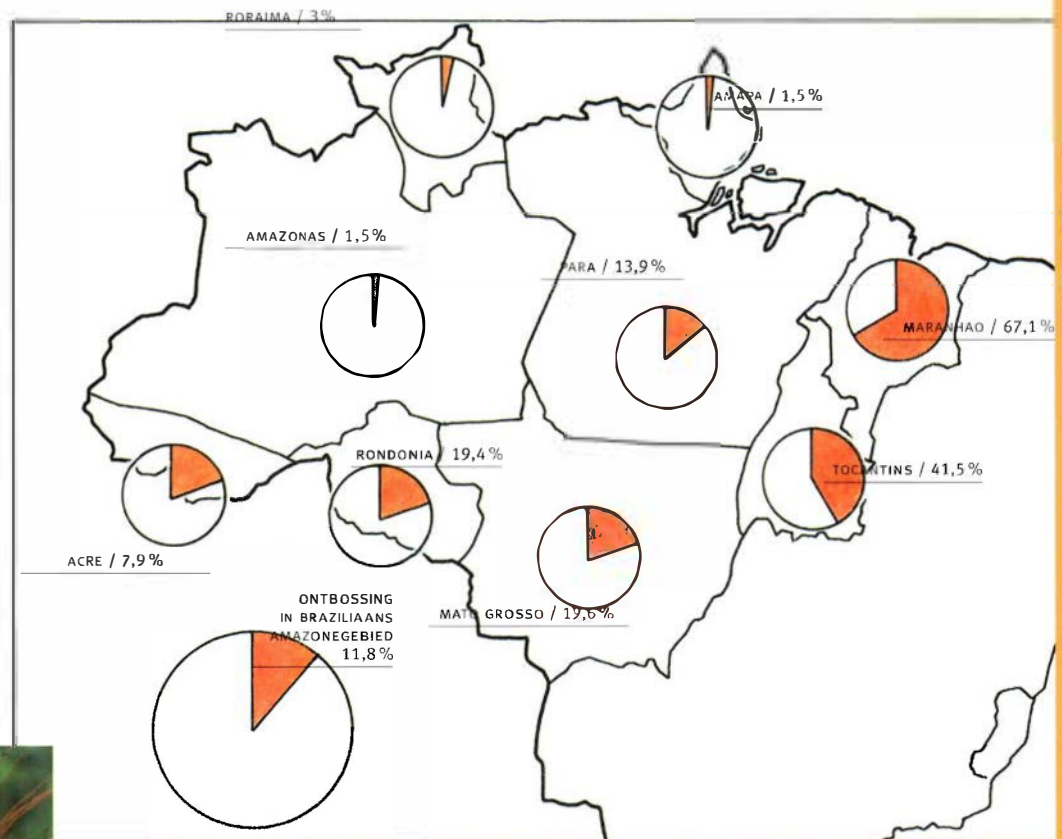 RORAIMA / 3%
AMAPA / 1,5%
AMAZONAS / 1,5%
PARA / 13,9%
MARANHAO / 67,1%
RONDONIA / 19,4%
TOCANTINS / 41,5%
ACRE / 7,9%
MATO GROSSO / 19,6%
ONTBOSSING
IN BRAZILIAANS
AMAZONEGEBIED
11,8%